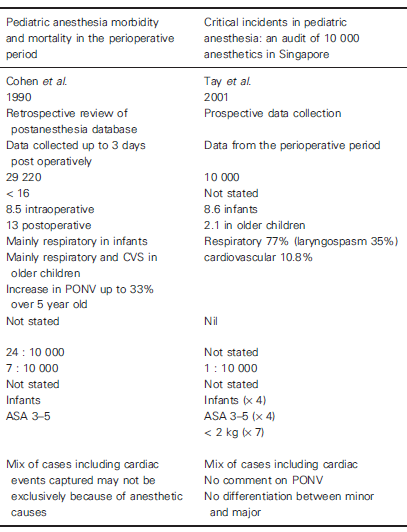 Pediatric anesthesia morbidity
and mortality in the perioperative
period
Critical incidents in pediatric
anesthesia: an audit of 10 000
anesthetics in Singapore
Cohen et al.
1990
Retrospective review of
postanesthesia database
Data collected up to 3 days
post operatively
29 220
< 16
8.5 intraoperative
13 postoperative
Mainly respiratory in infants
Mainly respiratory and CVS in
older children
Increase in PONV up to 33%
over 5 year old
Not stated
24 : 10 000
7 : 10 000
Not stated
Infants
ASA 3–5
Mix of cases including cardiac
events captured may not be
exclusively because of anesthetic
causes
Tay et al.
2001
Prospective data collection
Data from the perioperative period
10 000
Not stated
8.6 infants
2.1 in older children
Respiratory 77% (laryngospasm 35%)
cardiovascular 10.8%
Nil
Not stated
1 : 10 000
Not stated
Infants (× 4)
ASA 3–5 (× 4)
< 2 kg (× 7)
Mix of cases including cardiac
No comment on PONV
No differentiation between minor
and major